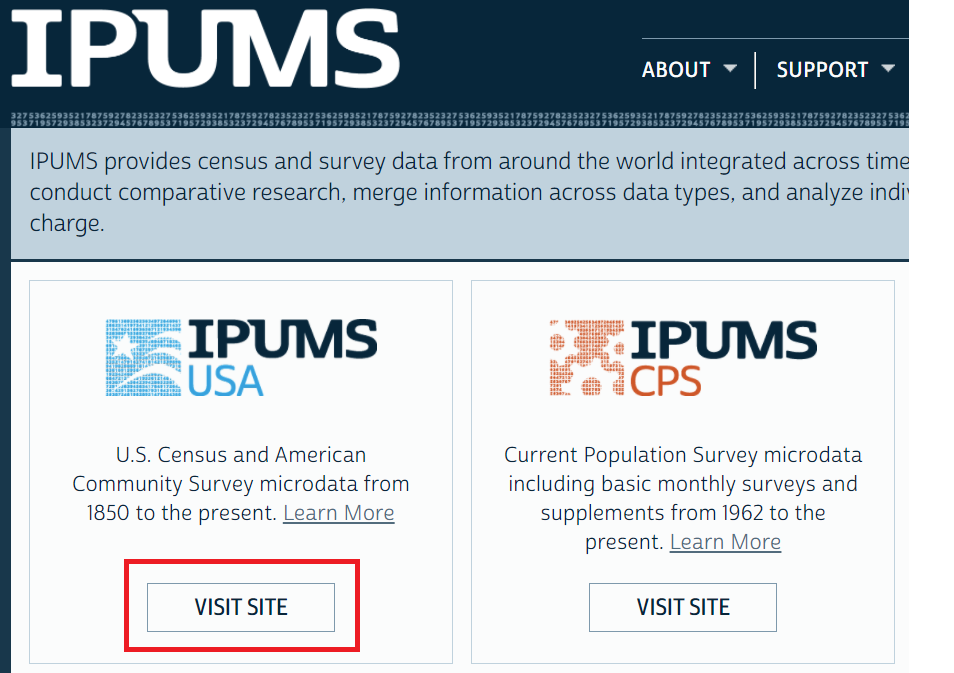 IPUMS
ABOUT
SUPPORT
IPUMS provides census and survey data from around the world integrated across time
conduct comparative research, merge information across data types, and analyze
charge.
IPUMS
USA
U.S. Census and American
Community Survey microdata from
1850 to the present. Learn More
VISIT SITE
IPUMS
CPS
Current Population Survey microdata
including basic monthly surveys and
supplements from 1962 to the
present. Learn More
VISIT SITE